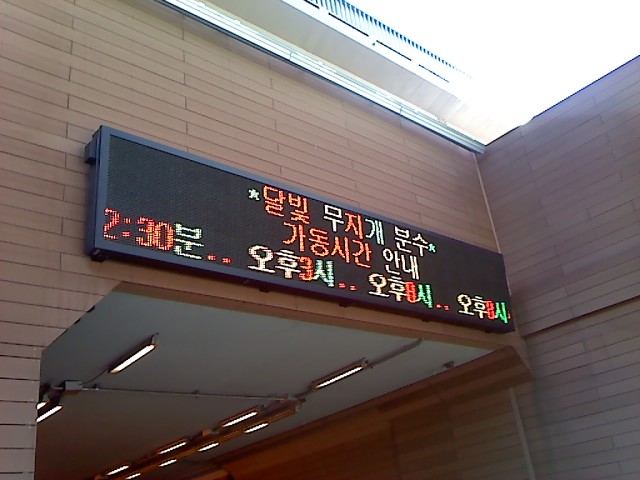 *달빛 무지개 분수*
가동시간 안내
2:30분.. 오후3시.. 오후8시.. 오후8시